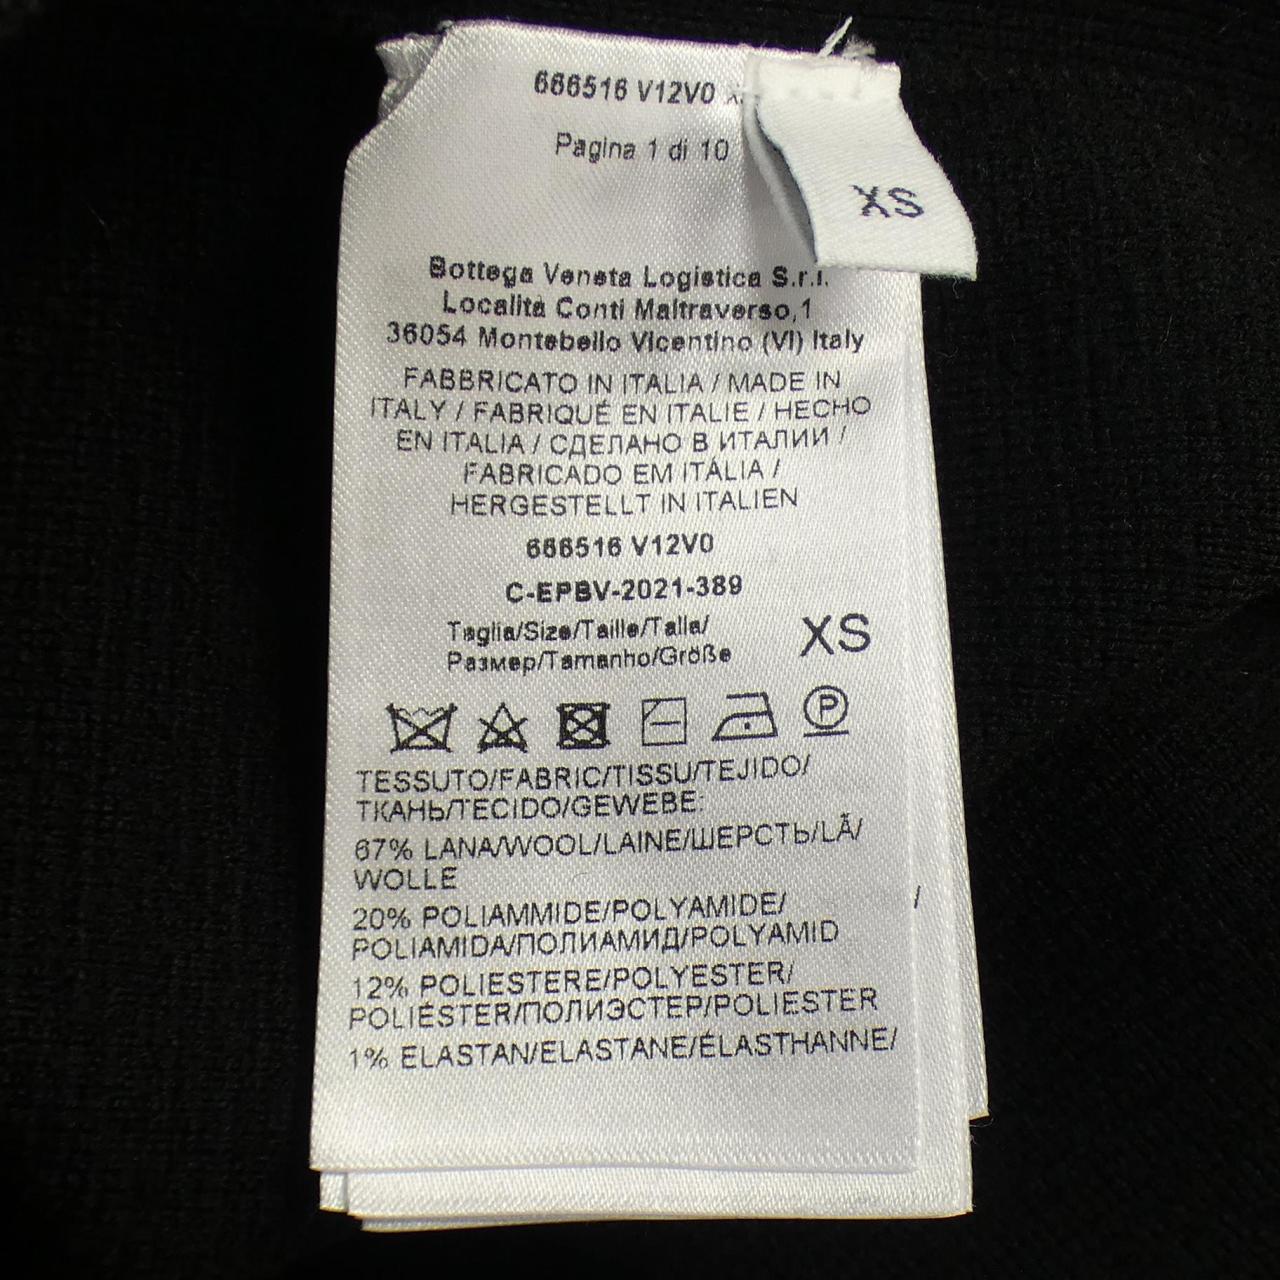 666516 V12V0
XS
Pagina 1 di 10
Bottega Veneta Logistica S.r.l.
Località Conti Maltraverso,1
36054 Montebello Vicentino (VI) Italy
FABBRICATO IN ITALIA / MADE IN
ITALY / FABRIQUÉ EN ITALIE / HECHO
EN ITALIA / СДЕЛАНО В ИТАЛИИ /
FABRICADO EM ITÁLIA /
HERGESTELLT IN ITALIEN
666516 V12V0
C-EPBV-2021-389
Taglia/Size/Taille/Talla/
Размер/Tamanho/Größe
XS
P
TESSUTO/FABRIC/TISSU/TEJIDO/
ТКАНЬ/TECIDO/GEWEBE:
67% LANA/WOOL/LAINE/ШЕРСТЬ/LÃ/
WOLLE
20% POLIAMMIDE/POLYAMIDE/
POLIAMIDA/ПОЛИАМИД/POLYAMID
12% POLIESTERE/POLYESTER/
POLIÉSTER/ПОЛИЭСТЕР/POLIESTER
1% ELASTAN/ELASTANE/ÉLASTHANNE/